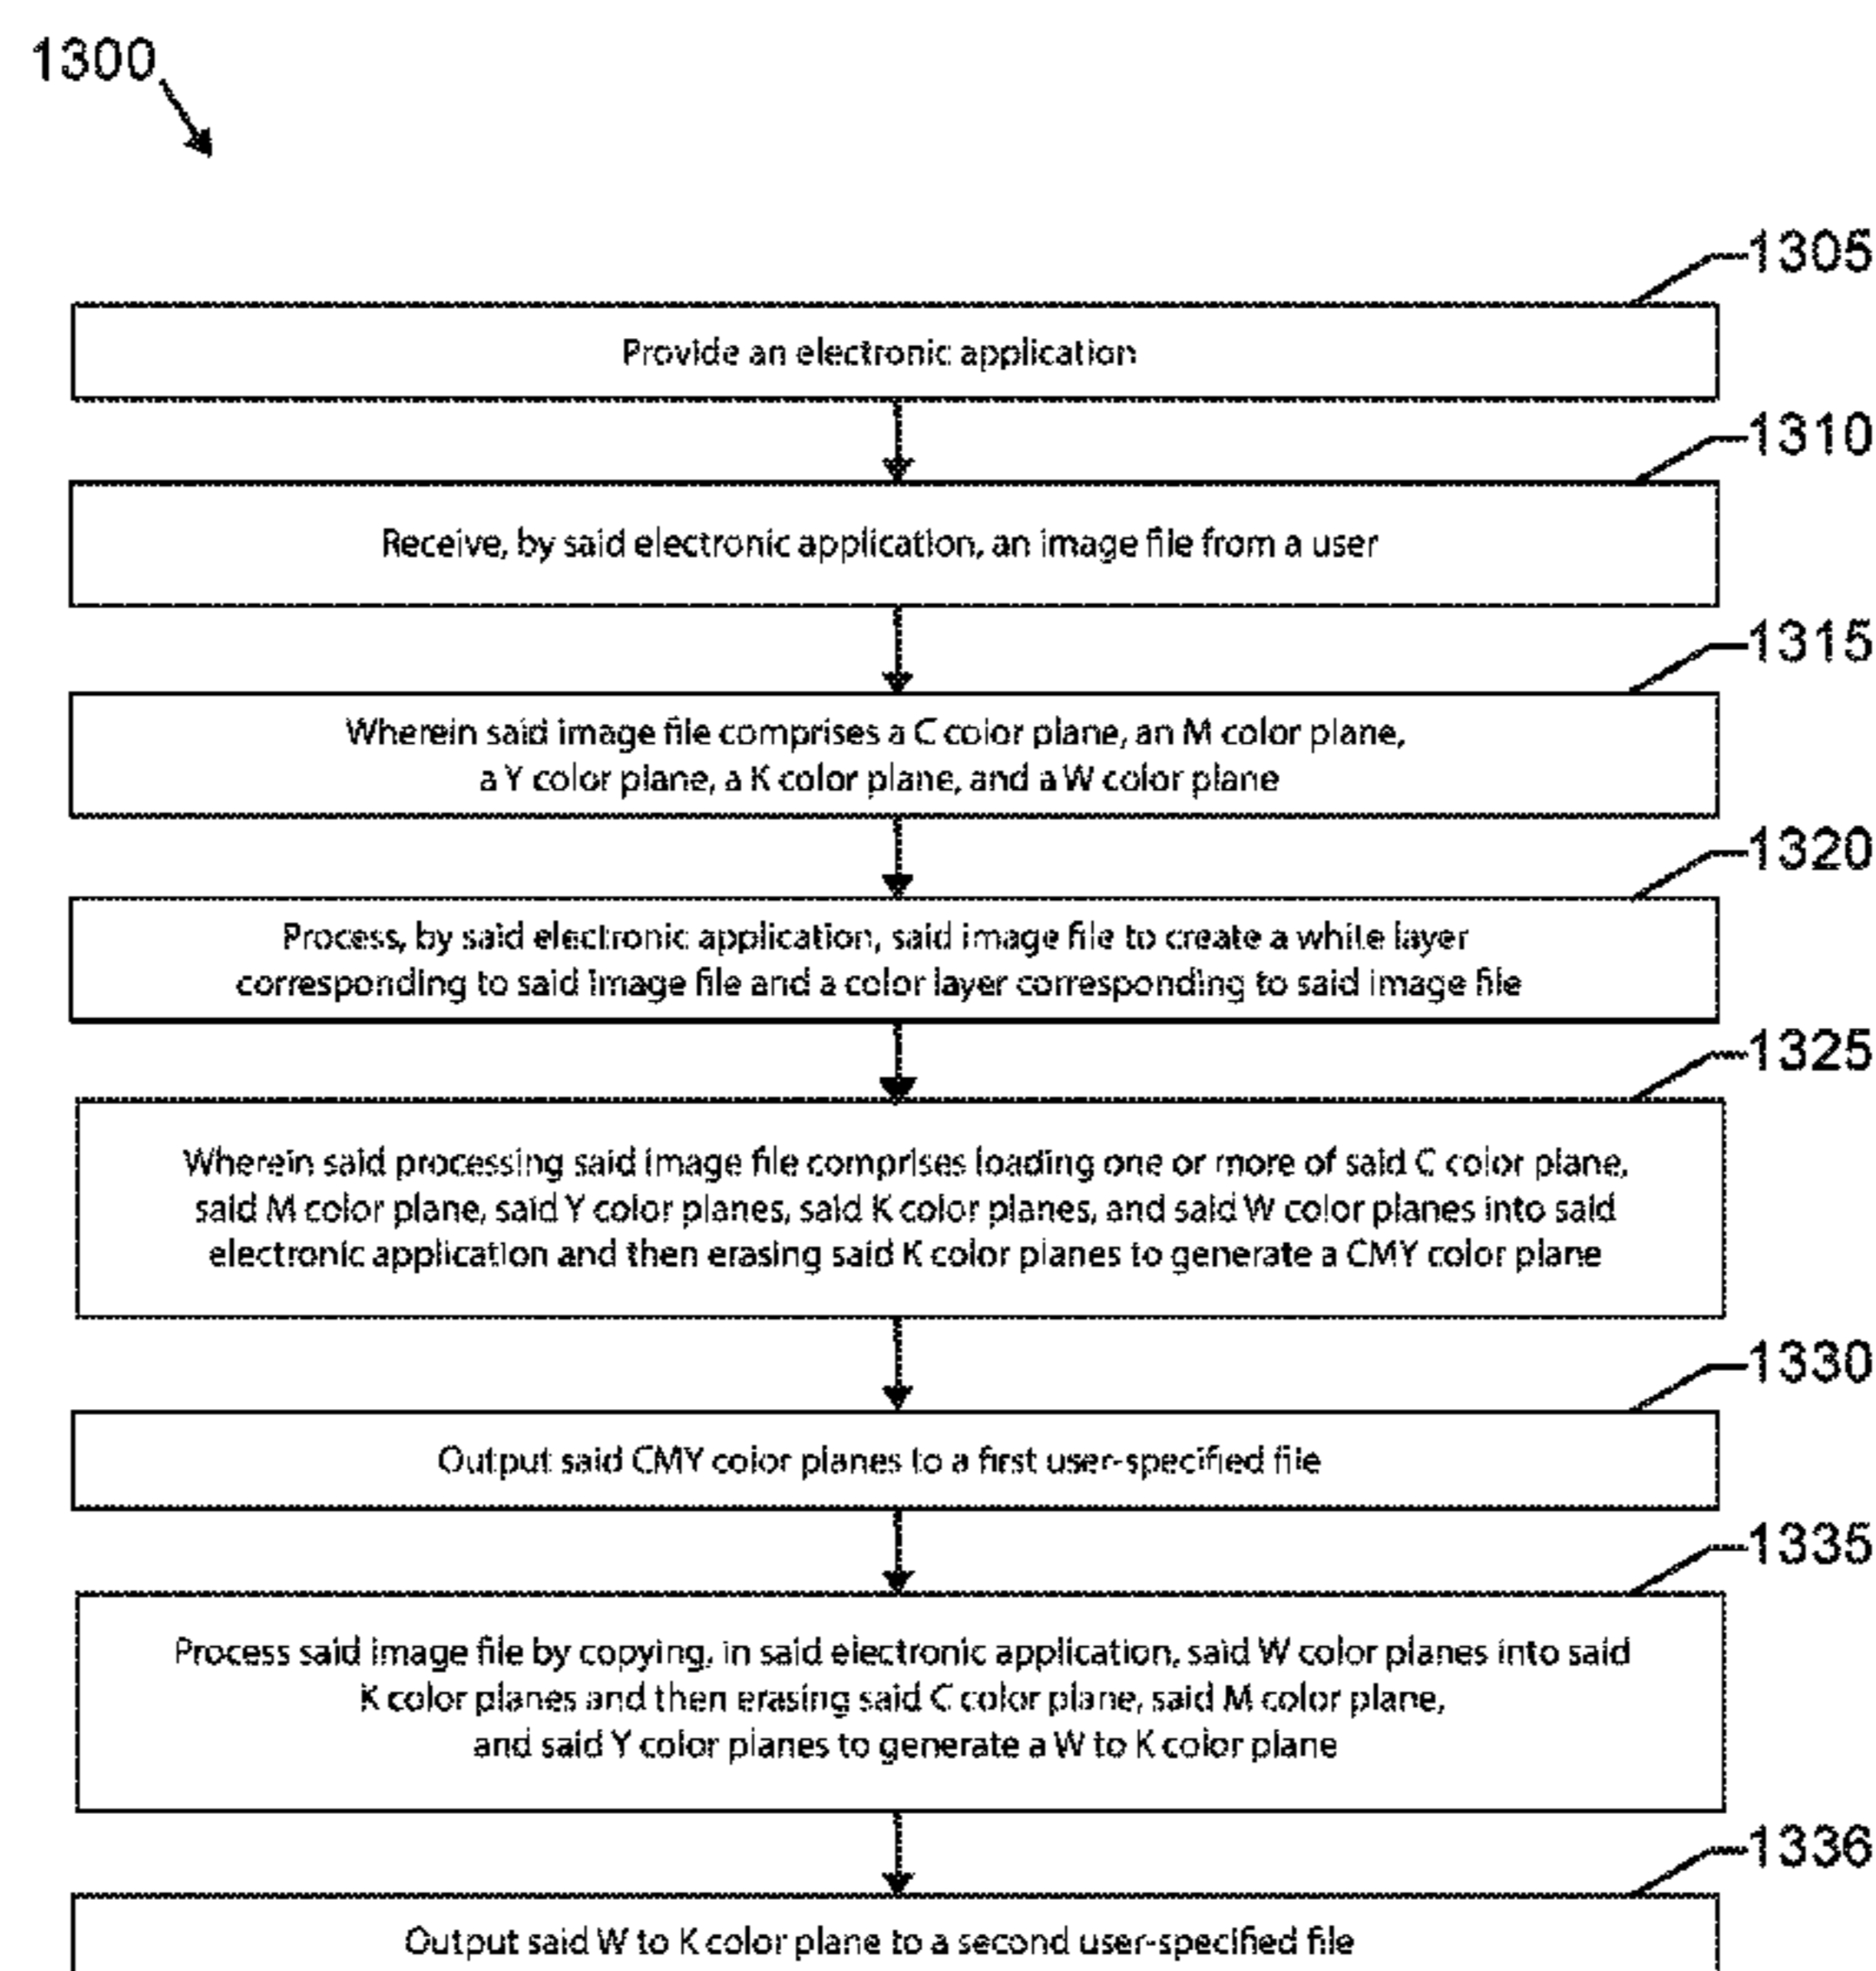 1300
1305
Provide an electronic application
1310
Receive, by said electronic application, an image file from a user
1315
Wherein said image file comprises a C color plane, an M color plane,
a Y color plane, a K color plane, and a W color plane
1320
Process, by said electronic application, said image file to create a white layer
corresponding to said image file and a color layer corresponding to said image file
1325
Wherein said processing said image file comprises loading one or more of said C color plane,
said M color plane, said Y color planes, said K color planes, and said W color planes into said
electronic application and then erasing said K color planes to generate a CMY color plane
1330
Output said CMY color planes to a first user-specified file
1335
Process said image file by copying, in said electronic application, said W color planes into said
K color planes and then erasing said C color plane, said M color plane,
and said Y color planes to generate a W to K color plane
1336
Output said W to K color plane to a second user-specified file